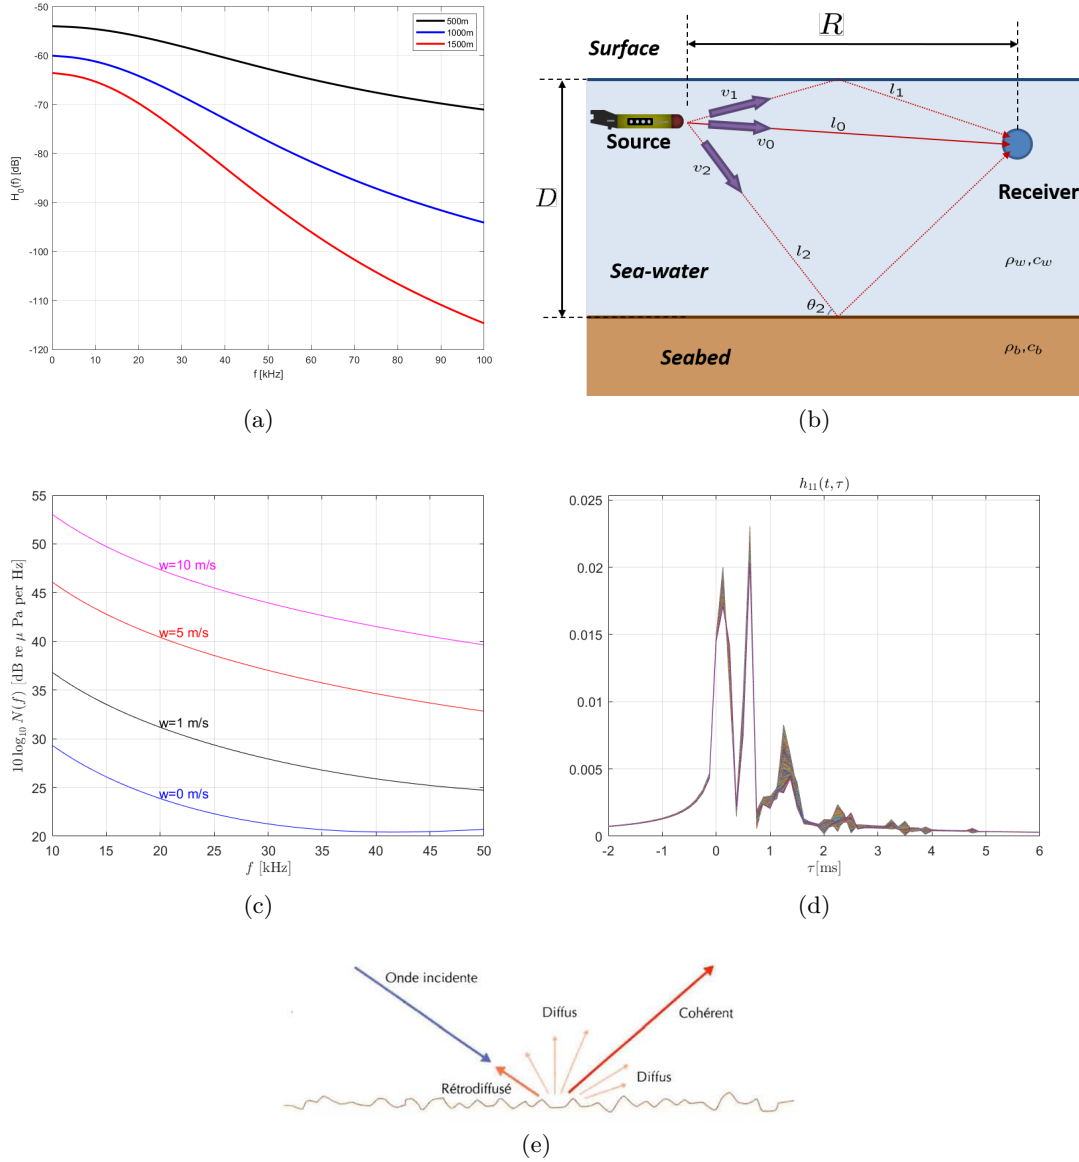 -50
-60
-70
-80
-90
-100
-110
-120
0 10 20 30 40 50 60 70 80 90 100
H₀(f) [dB]
f [kHz]
500m
1000m
1500m
(a)
R
Surface
v₁
l₁
Source
v₀
l₀
v₂
Receiver
D
l₂
Sea-water
ρw,cw
θ₂
Seabed
ρb,cb
(b)
55
50
45
40
35
30
25
20
10 15 20 25 30 35 40 45 50
10 log₁₀ N(f) [dB re μ Pa per Hz]
w=10 m/s
w=5 m/s
w=1 m/s
w=0 m/s
f [kHz]
(c)
h₁₁(t,τ)
0.025
0.02
0.015
0.01
0.005
0
-2 -1 0 1 2 3 4 5 6
τ[ms]
(d)
Onde incidente
Diffus
Cohérent
Rétrodiffusé
Diffus
(e)